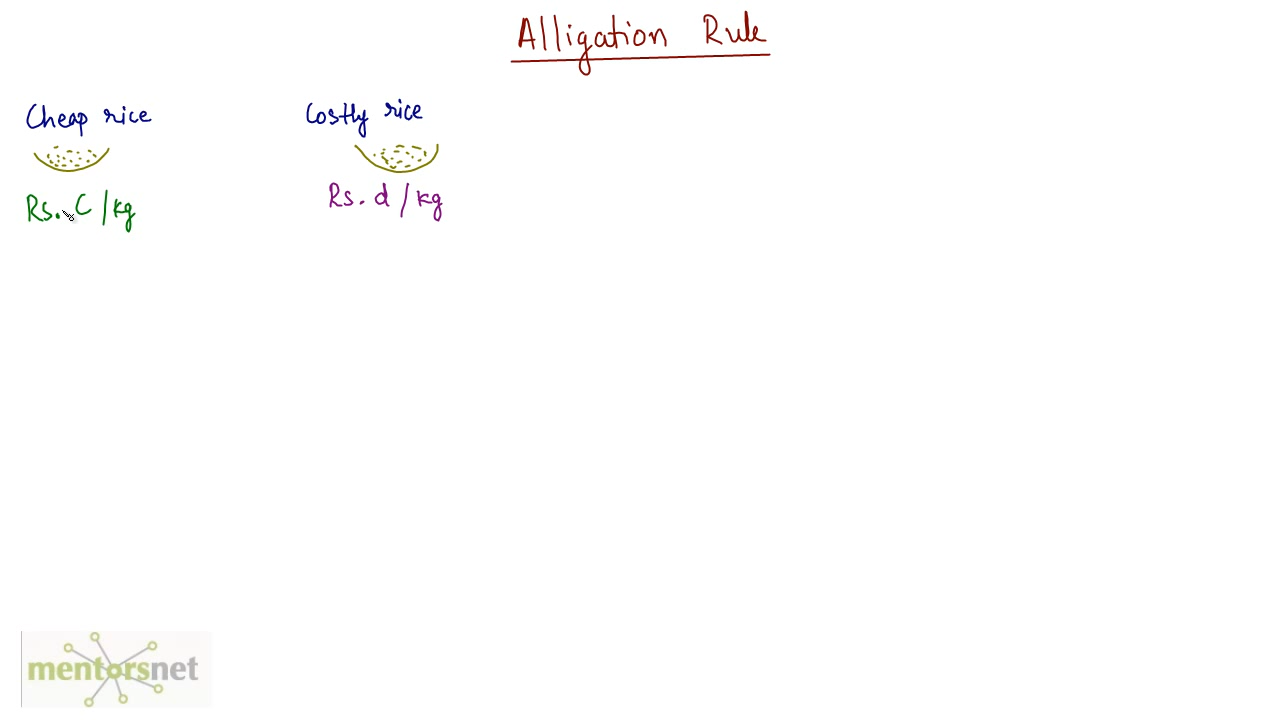 Alligation Rule
Cheap rice
Costly rice
Rs. C/kg
Rs. d/kg
mentorsnet